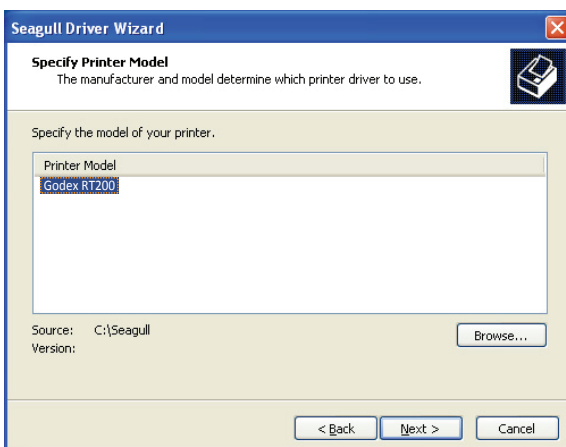 Seagull Driver Wizard
Specify Printer Model
The manufacturer and model determine which printer driver to use.
Specify the model of your printer.
Printer Model
Godex RT200
Source: C:\Seagull
Browse...
Version:
< Back Next > Cancel